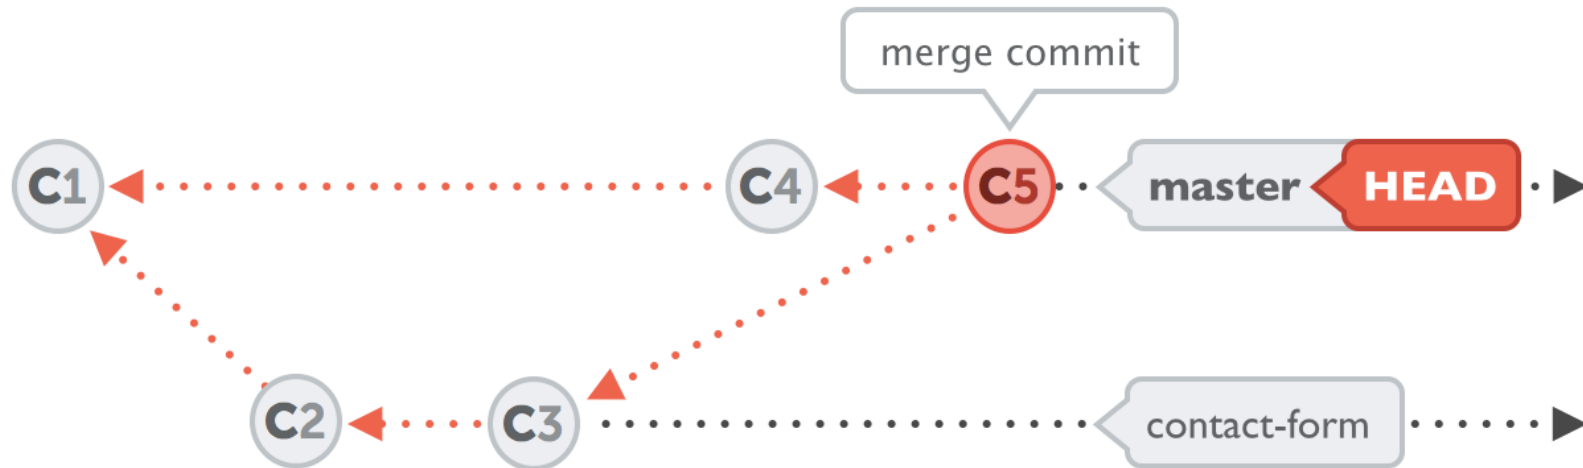 merge commit
C1
C4
C5
master
HEAD
C2
C3
contact-form